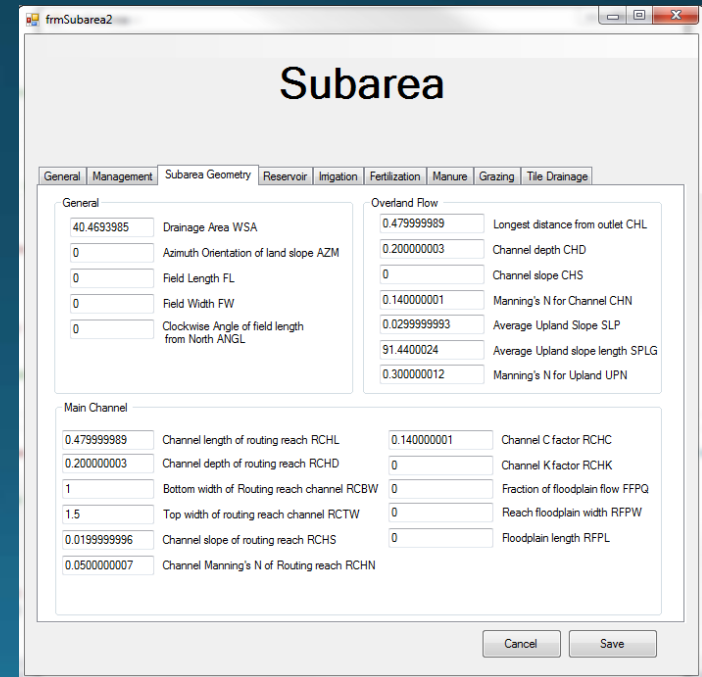 frmSubarea2
Subarea
General Management Subarea Geometry Reservoir Irrigation Fertilization Manure Grazing Tile Drainage
General
40.4693985 Drainage Area WSA
0 Azimuth Orientation of land slope AZM
0 Field Length FL
0 Field Width FW
0 Clockwise Angle of field length
from North ANGL
Overland Flow
0.479999989 Longest distance from outlet CHL
0.200000003 Channel depth CHD
0 Channel slope CHS
0.140000001 Manning's N for Channel CHN
0.0299999993 Average Upland Slope SLP
91.4400024 Average Upland slope length SPLG
0.300000012 Manning's N for Upland UPN
Main Channel
0.479999989 Channel length of routing reach RCHL
0.200000003 Channel depth of routing reach RCHD
1 Bottom width of Routing reach channel RCBW
1.5 Top width of routing reach channel RCTW
0.0199999996 Channel slope of routing reach RCHS
0.0500000007 Channel Manning's N of Routing reach RCHN
0.140000001 Channel C factor RCHC
0 Channel K factor RCHK
0 Fraction of floodplain flow FFPQ
0 Reach floodplain width RFPW
0 Floodplain length RFPL
Cancel Save